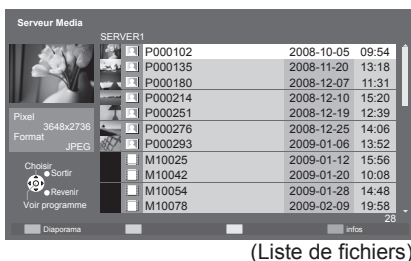 Serveur Media
SERVER1
P000102 2008-10-05 09:54
P000135 2008-11-20 13:18
P000180 2008-12-07 11:31
P000214 2008-12-10 15:20
P000251 2008-12-19 12:39
P000276 2008-12-25 14:06
P000293 2009-01-06 13:52
M10025 2009-01-12 15:56
M10042 2009-01-20 10:08
M10054 2009-01-28 14:48
M10078 2009-02-09 19:58
28
Pixel
3648x2736
Format
JPEG
Choisir
Sortir
Revenir
Voir programme
Diaporama
infos
(Liste de fichiers)